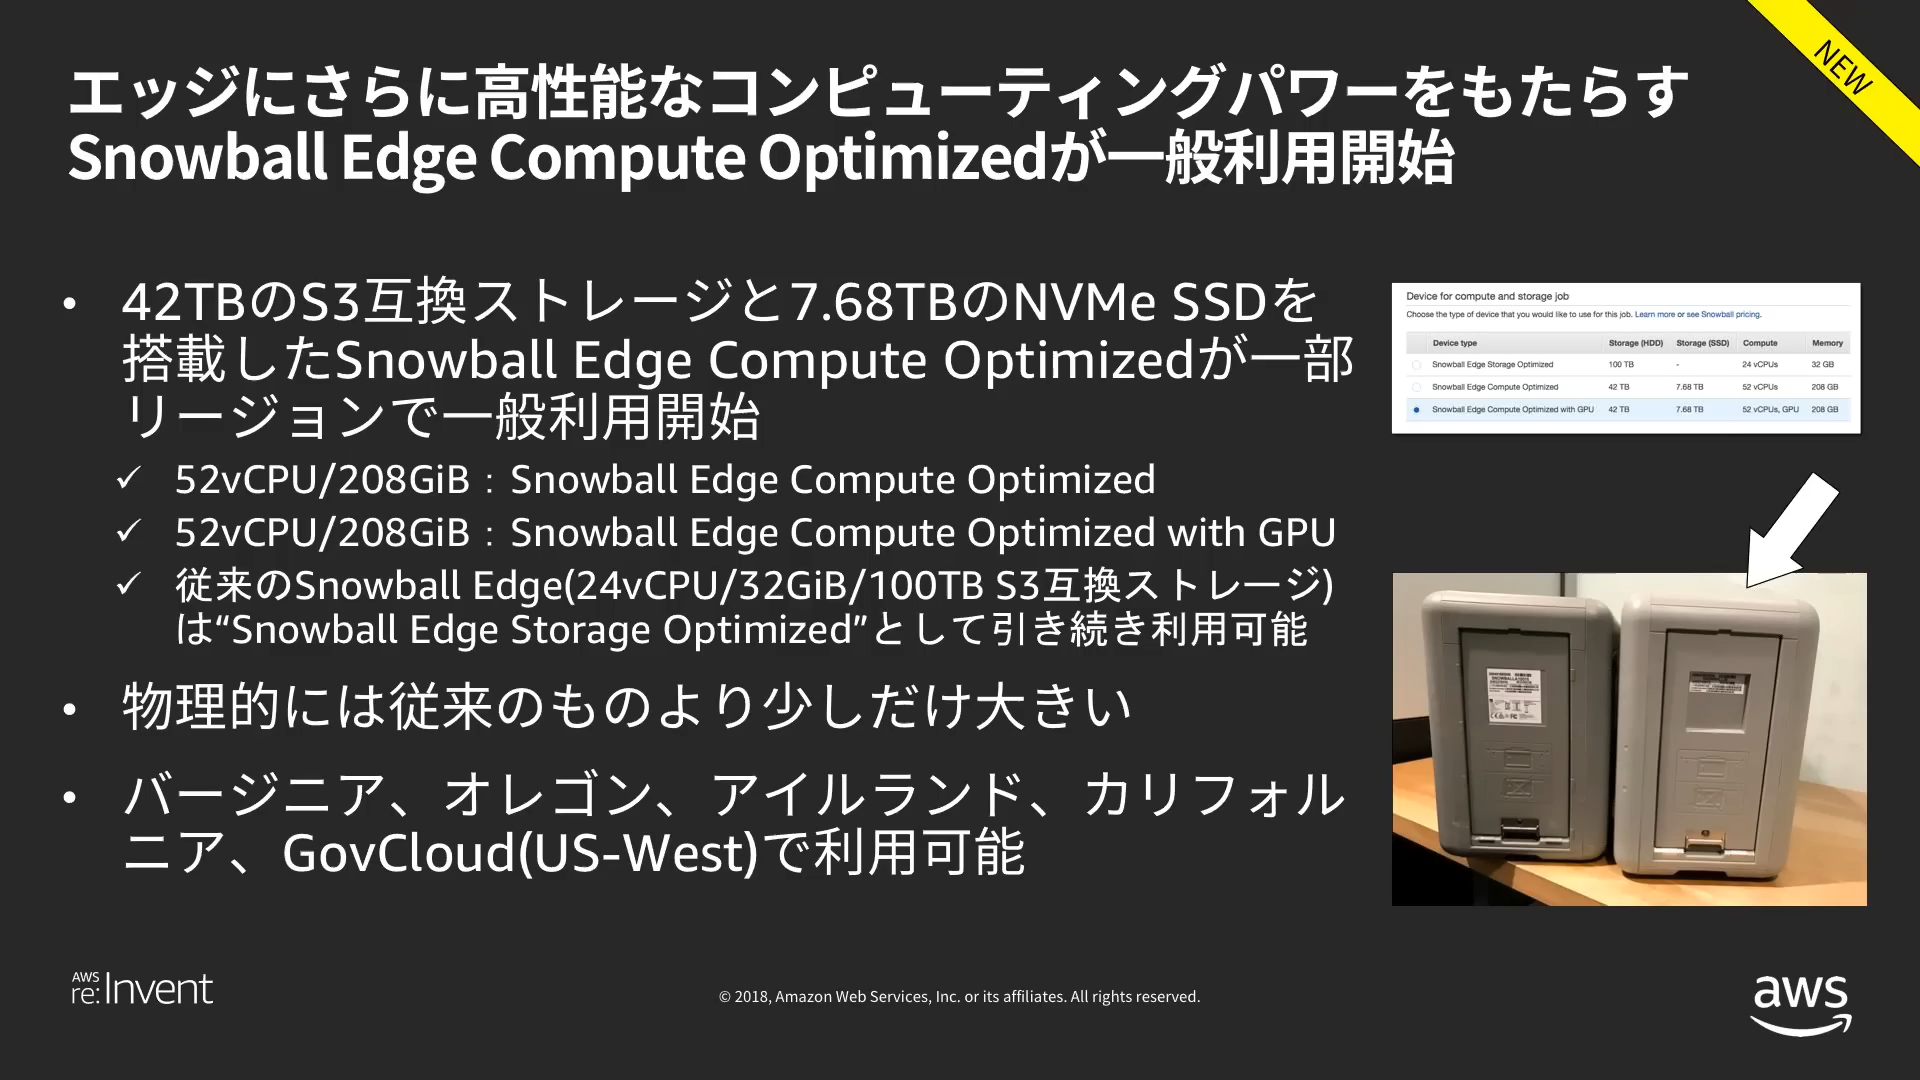 NEW
エッジにさらに高性能なコンピューティングパワーをもたらす
Snowball Edge Compute Optimizedが一般利用開始
• 42TBのS3互換ストレージと7.68TBのNVMe SSDを
搭載したSnowball Edge Compute Optimizedが一部
リージョンで一般利用開始
✓ 52vCPU/208GiB：Snowball Edge Compute Optimized
✓ 52vCPU/208GiB：Snowball Edge Compute Optimized with GPU
✓ 従来のSnowball Edge(24vCPU/32GiB/100TB S3互換ストレージ)
は“Snowball Edge Storage Optimized”として引き続き利用可能
• 物理的には従来のものより少しだけ大きい
• バージニア、オレゴン、アイルランド、カリフォル
ニア、GovCloud(US-West)で利用可能
Device for compute and storage job
Choose the type of device that you would like to use for this job. Learn more or see Snowball pricing.
Device type Storage (HDD) Storage (SSD) Compute Memory
Snowball Edge Storage Optimized 100 TB - 24 vCPUs 32 GB
Snowball Edge Compute Optimized 42 TB 7.68 TB 52 vCPUs 208 GB
Snowball Edge Compute Optimized with GPU 42 TB 7.68 TB 52 vCPUs, GPU 208 GB
AWS
re:Invent
© 2018, Amazon Web Services, Inc. or its affiliates. All rights reserved.
aws